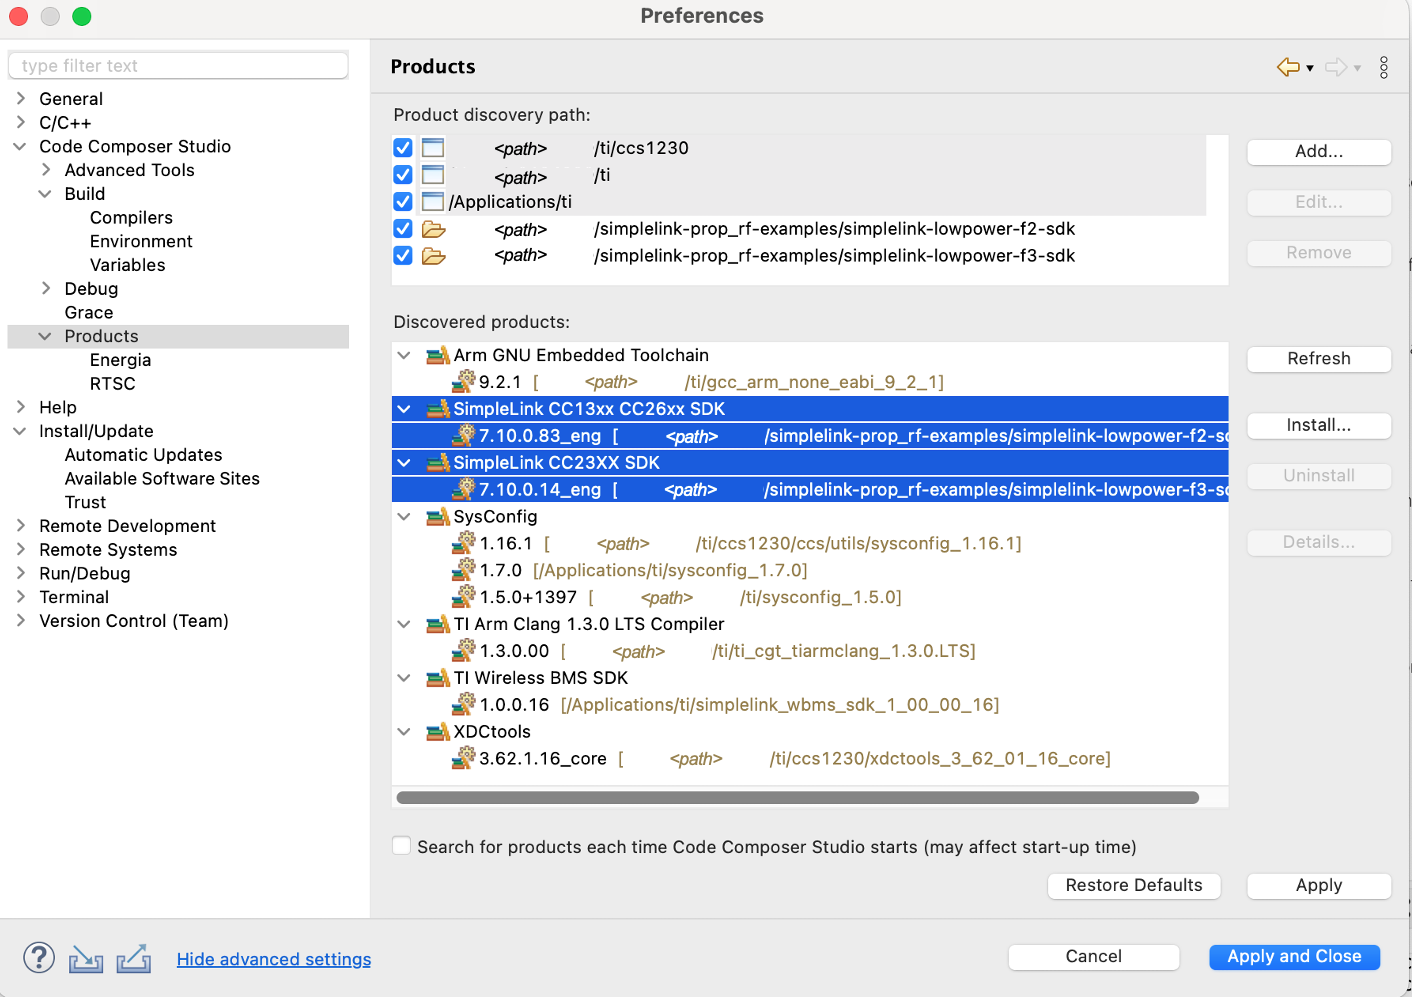 Preferences
type filter text
General
C/C++
Code Composer Studio
Advanced Tools
Build
Compilers
Environment
Variables
Debug
Grace
Products
Energia
RTSC
Help
Install/Update
Automatic Updates
Available Software Sites
Trust
Remote Development
Remote Systems
Run/Debug
Terminal
Version Control (Team)
Products
Product discovery path:
<path> /ti/ccs1230
<path> /ti
/Applications/ti
<path> /simplelink-prop_rf-examples/simplelink-lowpower-f2-sdk
<path> /simplelink-prop_rf-examples/simplelink-lowpower-f3-sdk
Add...
Edit...
Remove
Discovered products:
Arm GNU Embedded Toolchain
9.2.1 [ <path> /ti/gcc_arm_none_eabi_9_2_1]
SimpleLink CC13xx CC26xx SDK
7.10.0.83_eng [ <path> /simplelink-prop_rf-examples/simplelink-lowpower-f2-sd
SimpleLink CC23XX SDK
7.10.0.14_eng [ <path> /simplelink-prop_rf-examples/simplelink-lowpower-f3-sd
SysConfig
1.16.1 [ <path> /ti/ccs1230/ccs/utils/sysconfig_1.16.1]
1.7.0 [/Applications/ti/sysconfig_1.7.0]
1.5.0+1397 [ <path> /ti/sysconfig_1.5.0]
TI Arm Clang 1.3.0 LTS Compiler
1.3.0.00 [ <path> /ti/ti_cgt_tiarmclang_1.3.0.LTS]
TI Wireless BMS SDK
1.0.0.16 [/Applications/ti/simplelink_wbms_sdk_1_00_00_16]
XDCtools
3.62.1.16_core [ <path> /ti/ccs1230/xdctools_3_62_01_16_core]
Refresh
Install...
Uninstall
Details...
Search for products each time Code Composer Studio starts (may affect start-up time)
Restore Defaults
Apply
Hide advanced settings
Cancel
Apply and Close